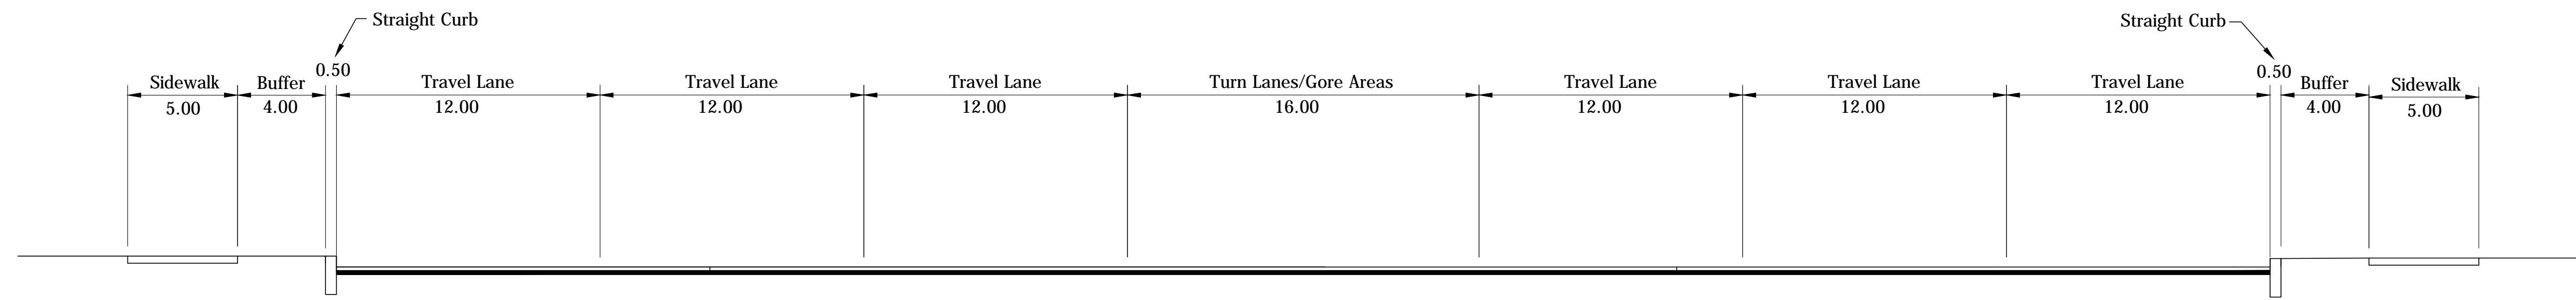 Straight Curb
Straight Curb
0.50
0.50
Sidewalk
Buffer
Travel Lane
Travel Lane
Travel Lane
Turn Lanes/Gore Areas
Travel Lane
Travel Lane
Travel Lane
Buffer
Sidewalk
5.00
4.00
12.00
12.00
12.00
16.00
12.00
12.00
12.00
4.00
5.00